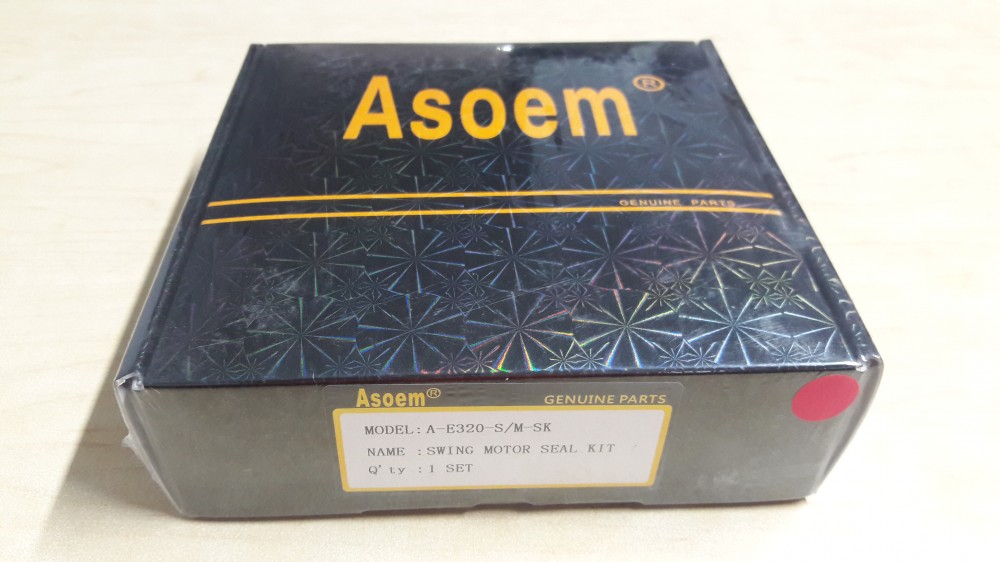 Asoem®
GENUINE PARTS
Asoem® GENUINE PARTS
MODEL: A-E320-S/M-SK
NAME : SWING MOTOR SEAL KIT
Q'ty : 1 SET